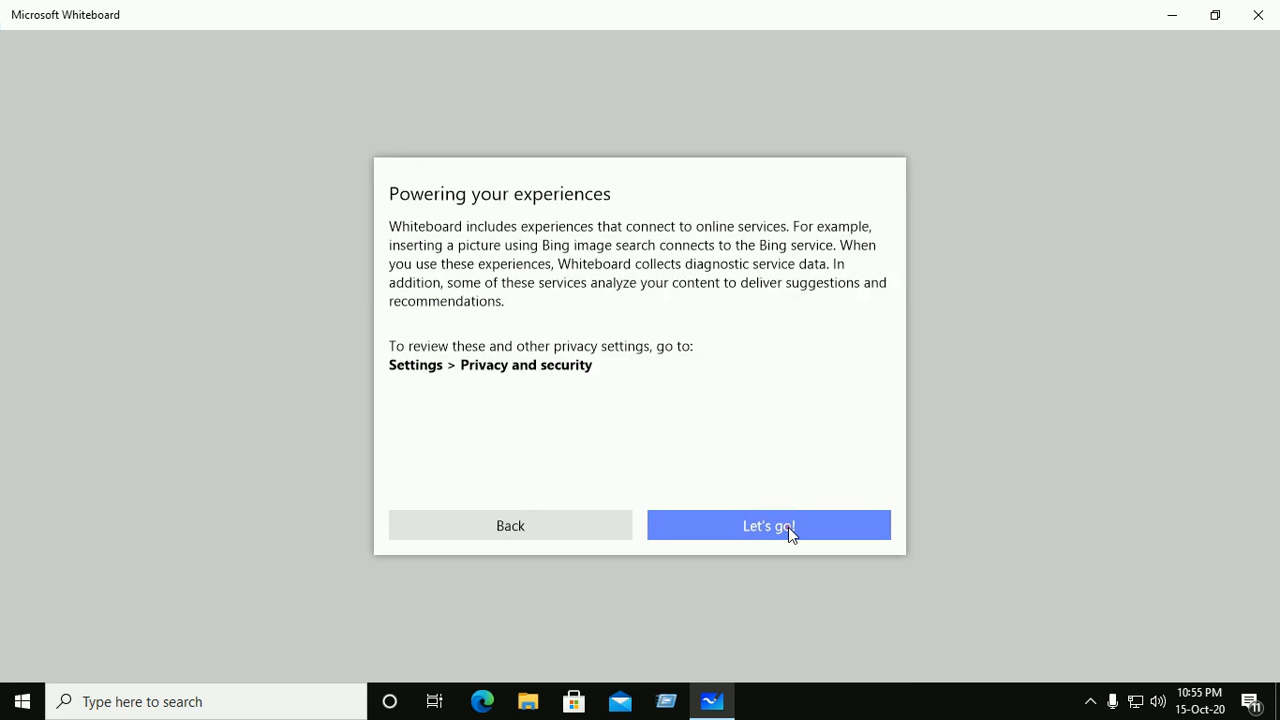 Microsoft Whiteboard
Powering your experiences
Whiteboard includes experiences that connect to online services. For example,
inserting a picture using Bing image search connects to the Bing service. When
you use these experiences, Whiteboard collects diagnostic service data. In
addition, some of these services analyze your content to deliver suggestions and
recommendations.
To review these and other privacy settings, go to:
Settings > Privacy and security
Back
Let's go!
Type here to search
10:55 PM
15-Oct-20
11